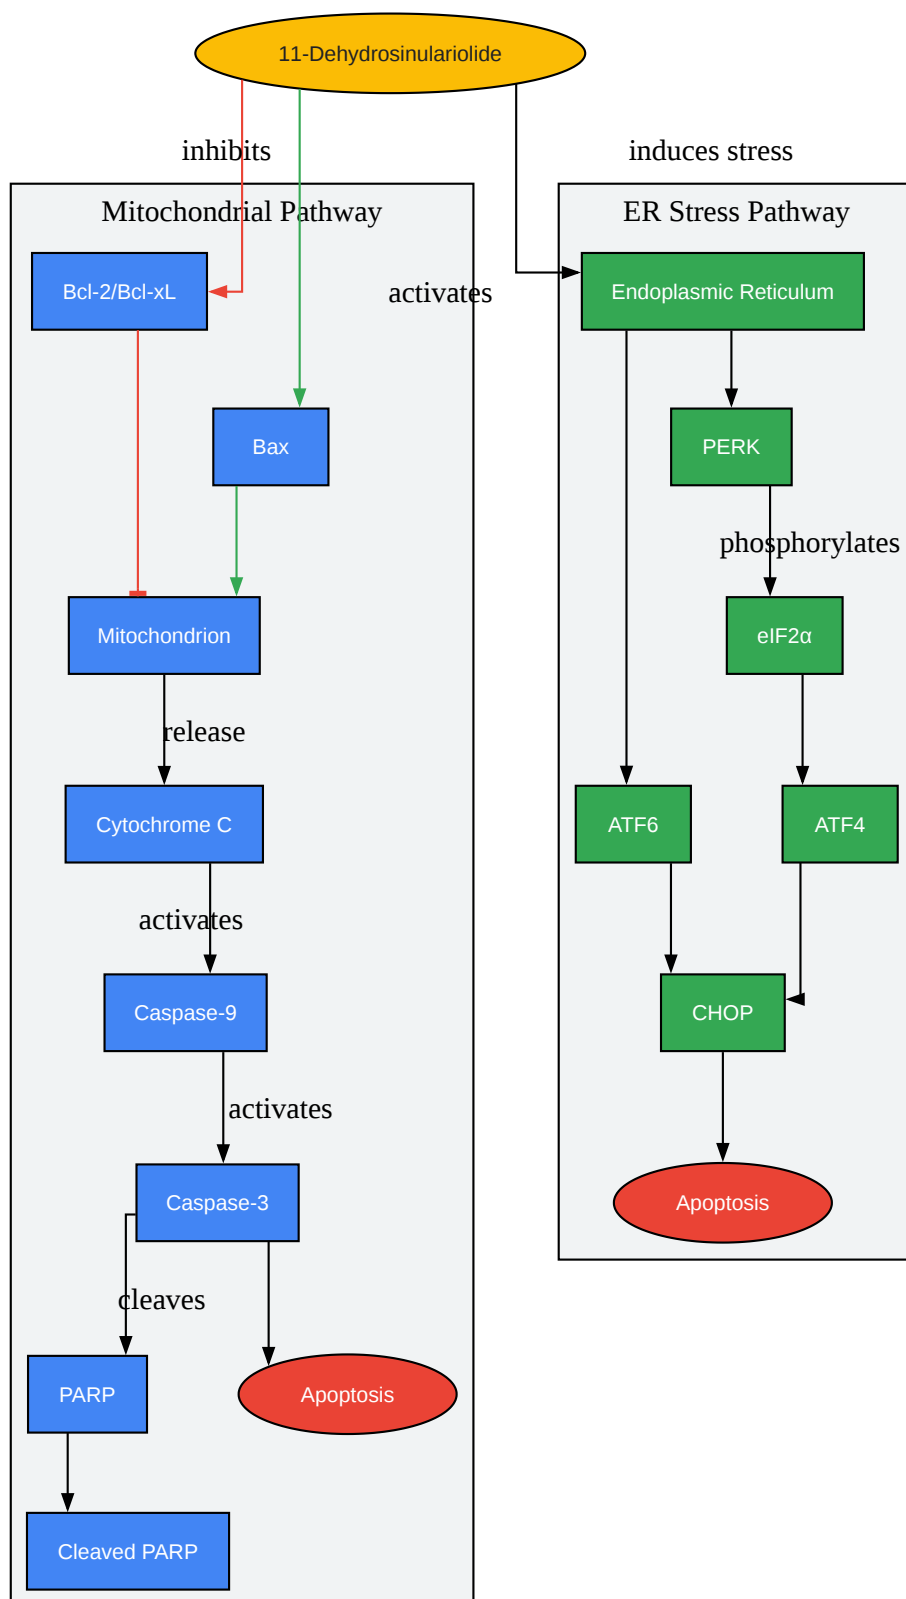 11-Dehydrosinulariolide
inhibits
induces stress
Mitochondrial Pathway
ER Stress Pathway
Bcl-2/Bcl-xL
activates
Endoplasmic Reticulum
Bax
PERK
phosphorylates
Mitochondrion
eIF2α
release
Cytochrome C
ATF6
ATF4
activates
Caspase-9
CHOP
activates
Caspase-3
Apoptosis
cleaves
PARP
Apoptosis
Cleaved PARP